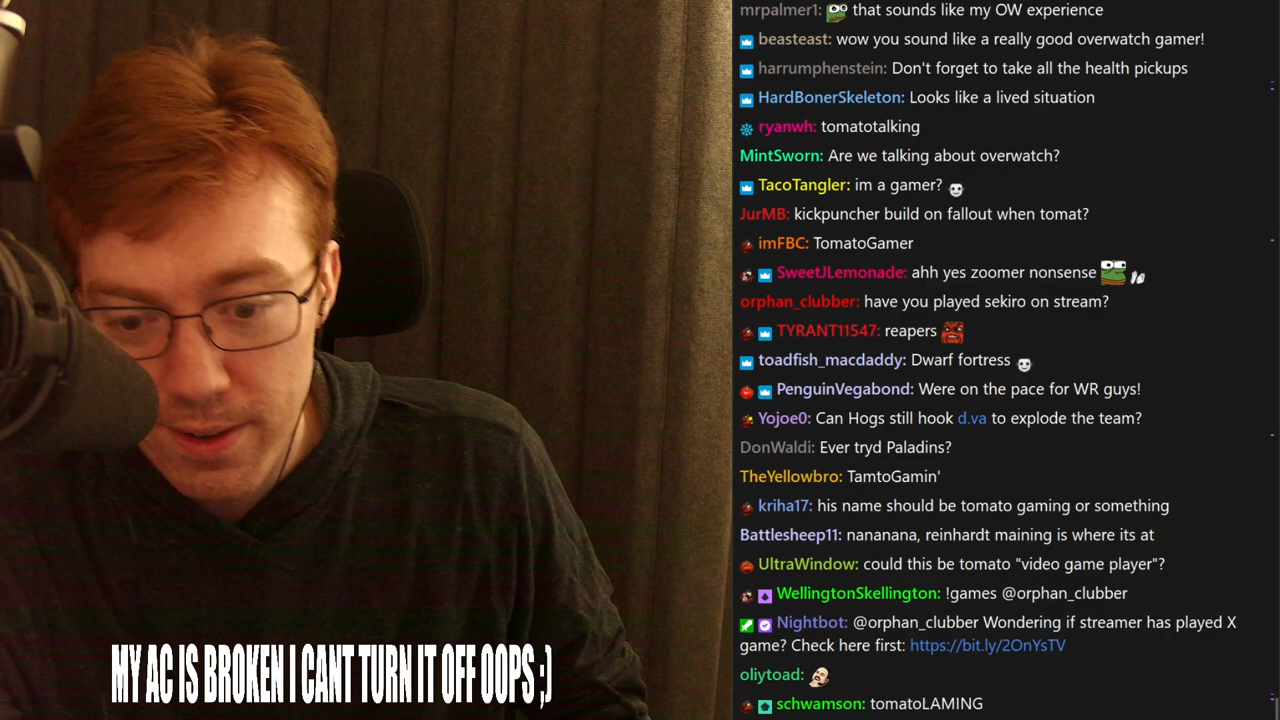 mrpalmer1: that sounds like my OW experience
beasteast: wow you sound like a really good overwatch gamer!
harrumphenstein: Don't forget to take all the health pickups
HardBonerSkeleton: Looks like a lived situation
ryanwh: tomatotalking
MintSworn: Are we talking about overwatch?
TacoTangler: im a gamer?
JurMB: kickpuncher build on fallout when tomat?
imFBC: TomatoGamer
SweetJLemonade: ahh yes zoomer nonsense
orphan_clubber: have you played sekiro on stream?
TYRANT11547: reapers
toadfish_macdaddy: Dwarf fortress
PenguinVegabond: Were on the pace for WR guys!
Yojoe0: Can Hogs still hook d.va to explode the team?
DonWaldi: Ever tryd Paladins?
TheYellowbro: TamtoGamin'
kriha17: his name should be tomato gaming or something
Battlesheep11: nananana, reinhardt maining is where its at
UltraWindow: could this be tomato "video game player"?
WellingtonSkellington: !games @orphan_clubber
Nightbot: @orphan_clubber Wondering if streamer has played X
game? Check here first: https://bit.ly/2OnYsTV
oliytoad:
schwamson: tomatoLAMING
MY AC IS BROKEN I CANT TURN IT OFF OOPS ;)